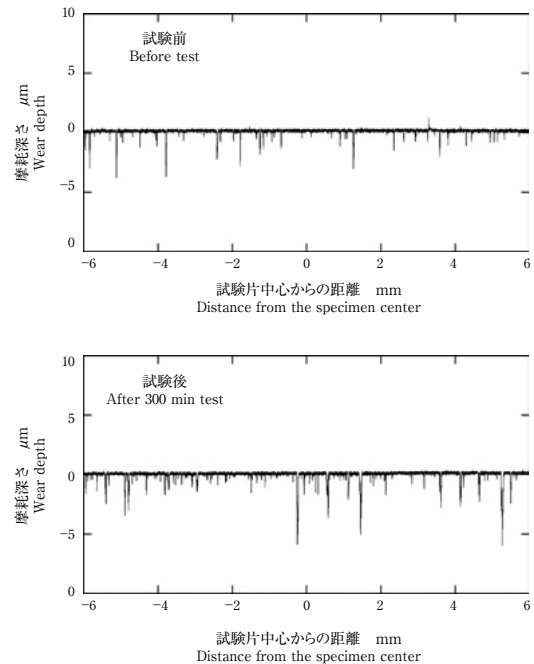 10
試験前
Before test
5
0
−5
0
摩耗深さ μm
Wear depth
−6 −4 −2 0 2 4 6
試験片中心からの距離 mm
Distance from the specimen center
10
試験後
After 300 min test
5
0
−5
0
摩耗深さ μm
Wear depth
−6 −4 −2 0 2 4 6
試験片中心からの距離 mm
Distance from the specimen center